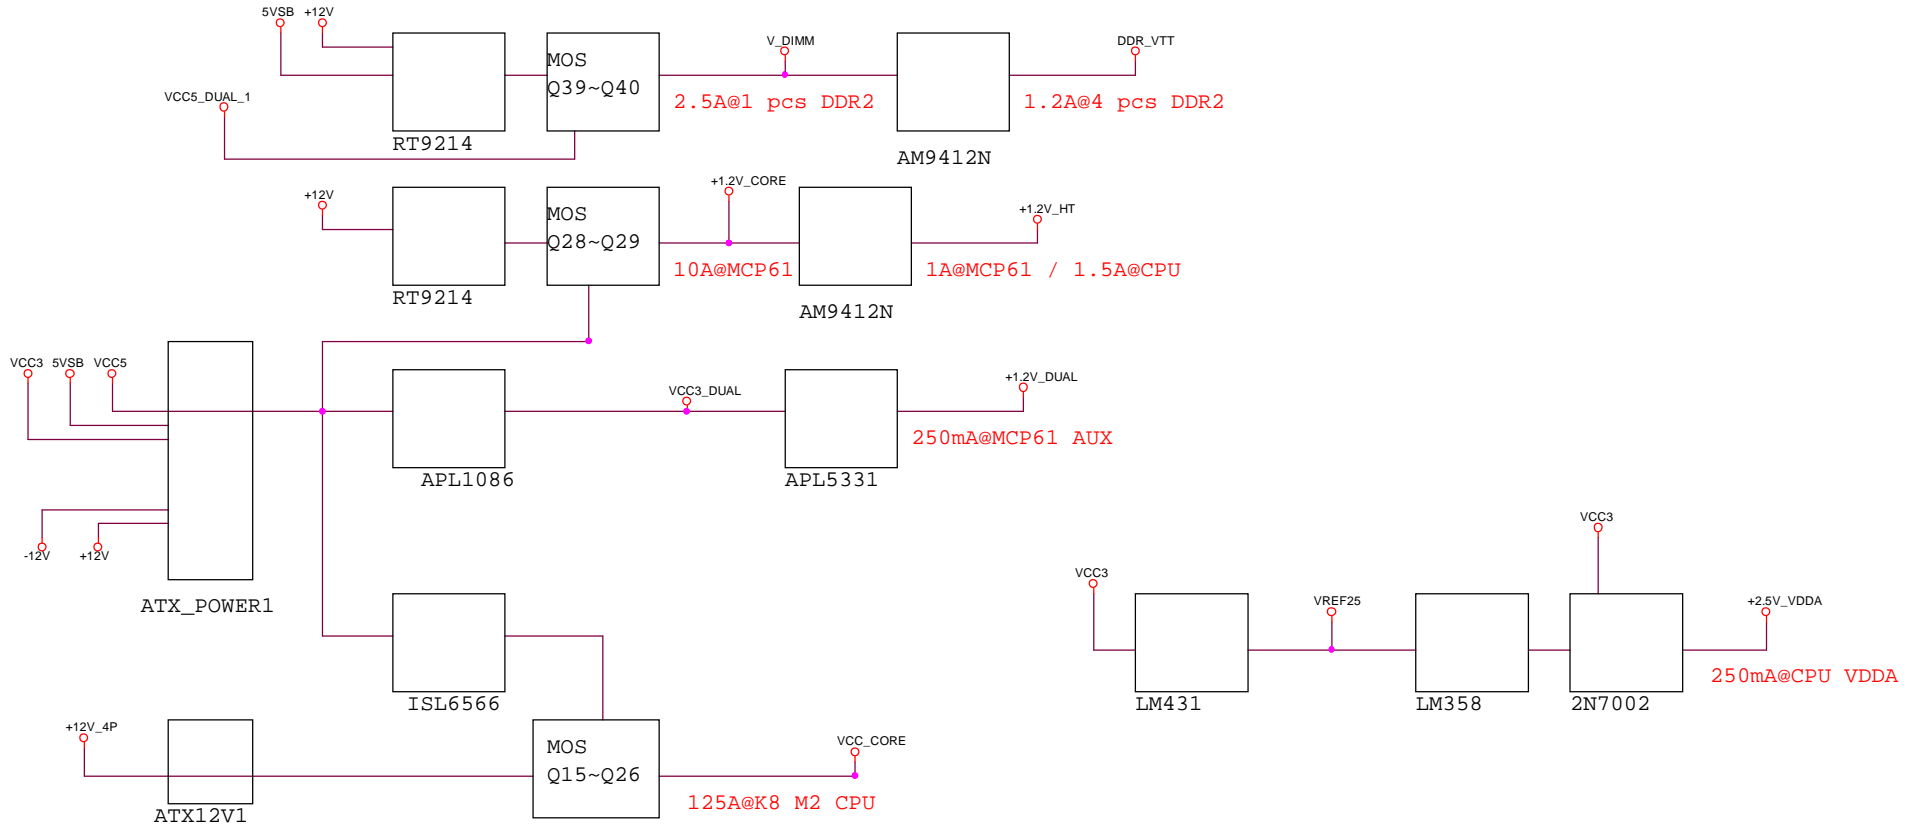 5VSB
+12V
VCC5_DUAL_1
RT9214
MOS
Q39~Q40
V_DIMM
2.5A@1 pcs DDR2
AM9412N
DDR_VTT
1.2A@4 pcs DDR2
+12V
RT9214
MOS
Q28~Q29
+1.2V_CORE
10A@MCP61
AM9412N
+1.2V_HT
1A@MCP61 / 1.5A@CPU
VCC3
5VSB
VCC5
-12V
+12V
ATX_POWER1
APL1086
VCC3_DUAL
APL5331
+1.2V_DUAL
250mA@MCP61 AUX
ISL6566
+12V_4P
ATX12V1
MOS
Q15~Q26
VCC_CORE
125A@K8 M2 CPU
VCC3
LM431
VREF25
LM358
VCC3
2N7002
+2.5V_VDDA
250mA@CPU VDDA